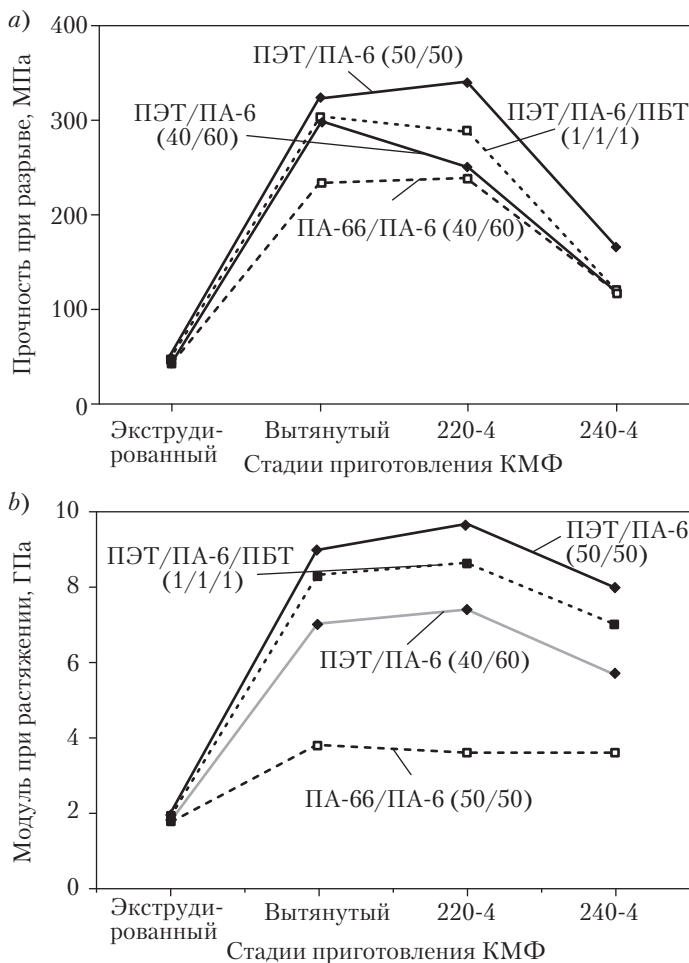 a)
Прочность при разрыве, МПа
400
300
200
100
0
ПЭТ/ПА-6 (50/50)
ПЭТ/ПА-6
(40/60)
ПЭТ/ПА-6/ПБТ
(1/1/1)
ПА-66/ПА-6 (40/60)
Экструди-
рованный
Вытянутый
220-4
240-4
Стадии приготовления КМФ
b)
Модуль при растяжении, ГПа
10
8
6
4
2
0
ПЭТ/ПА-6/ПБТ
(1/1/1)
ПЭТ/ПА-6
(50/50)
ПЭТ/ПА-6 (40/60)
ПА-66/ПА-6 (50/50)
Экструди-
рованный
Вытянутый
220-4
240-4
Стадии приготовления КМФ